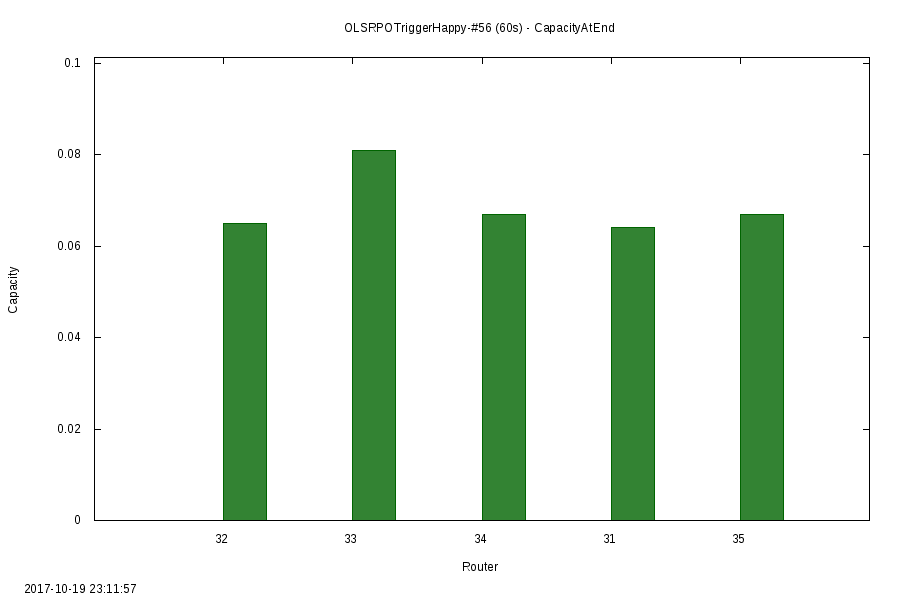 OLSRPOTriggerHappy-#56 (60s) - CapacityAtEnd
0.1
0.08
0.06
0.04
0.02
0
Capacity
32 33 34 31 35
Router
2017-10-19 23:11:57